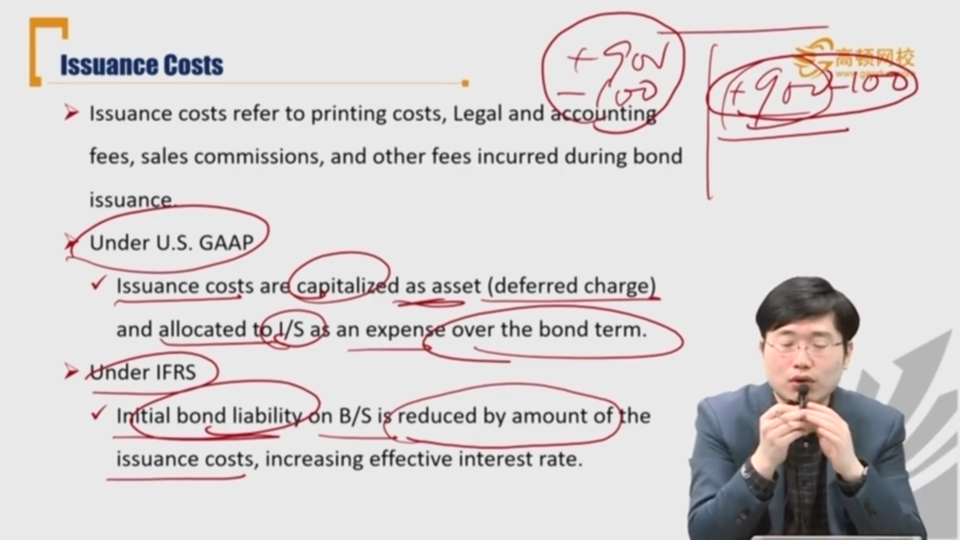 Issuance Costs
+900
-100
+900-100
高顿网校
➤ Issuance costs refer to printing costs, Legal and accounting
fees, sales commissions, and other fees incurred during bond
issuance.
➤ Under U.S. GAAP
✓ Issuance costs are capitalized as asset (deferred charge)
and allocated to I/S as an expense over the bond term.
➤ Under IFRS
✓ Initial bond liability on B/S is reduced by amount of the
issuance costs, increasing effective interest rate.